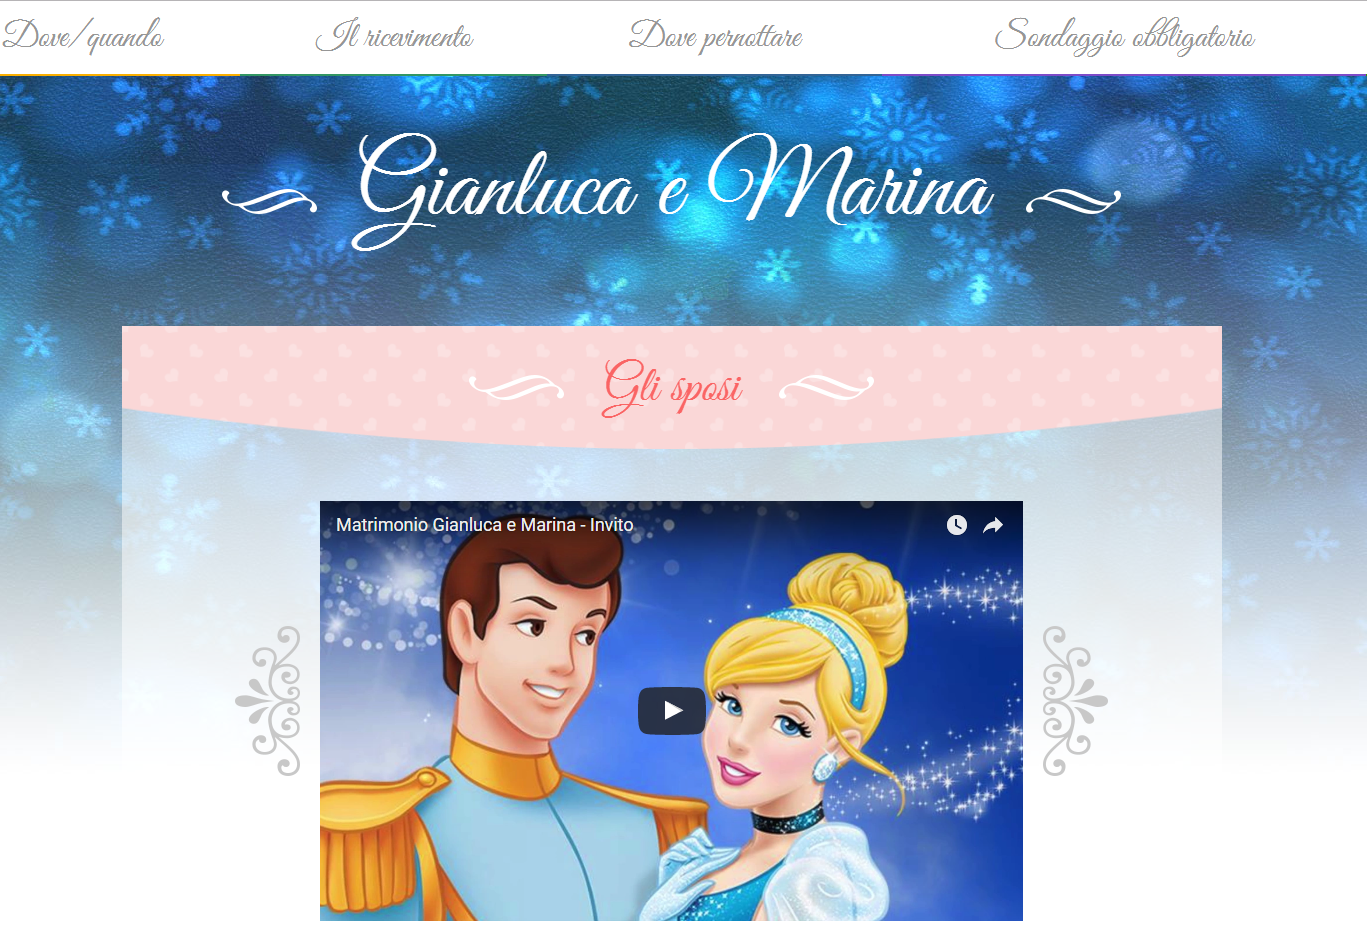 Dove/quando Il ricevimento Dove pernottare Sondaggio obbligatorio
Gianluca e Marina
Gli sposi
Matrimonio Gianluca e Marina - Invito